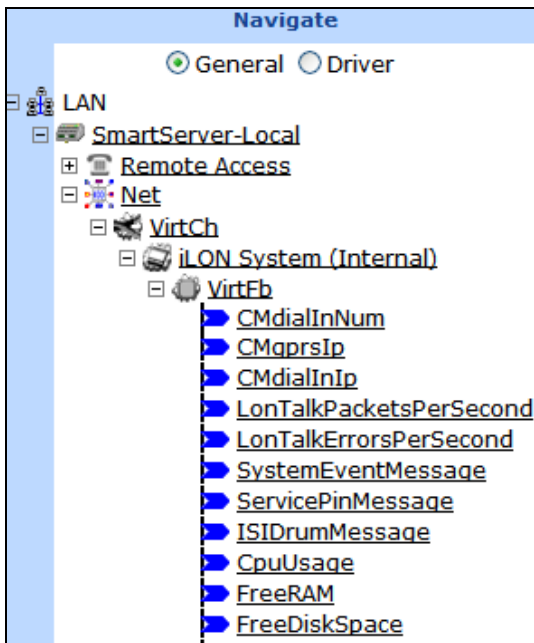 Navigate
General Driver
LAN
SmartServer-Local
Remote Access
Net
VirtCh
iLON System (Internal)
VirtFb
CMdialInNum
CMgprsIp
CMdialInIp
LonTalkPacketsPerSecond
LonTalkErrorsPerSecond
SystemEventMessage
ServicePinMessage
ISIDrumMessage
CpuUsage
FreeRAM
FreeDiskSpace